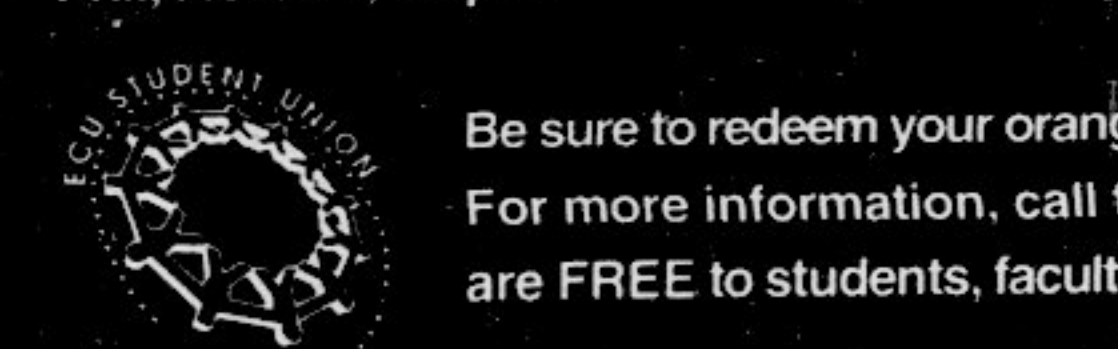 ECU STUDENT UNION
Be sure to redeem your
For more information, call
are FREE to students,